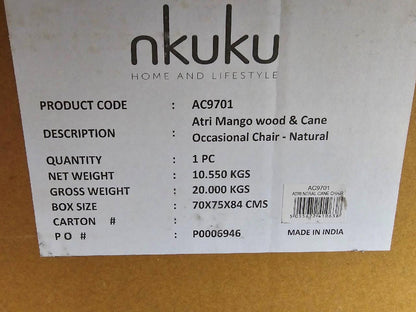 nkuku
HOME AND LIFESTYLE
PRODUCT CODE : AC9701
DESCRIPTION : Atri Mango wood & Cane Occasional Chair - Natural
QUANTITY : 1 PC
NET WEIGHT : 10.550 KGS
GROSS WEIGHT : 20.000 KGS
BOX SIZE : 70X75X84 CMS
CARTON # :
P O # : P0006946
AC9701
CANE CHAIR
MADE IN INDIA